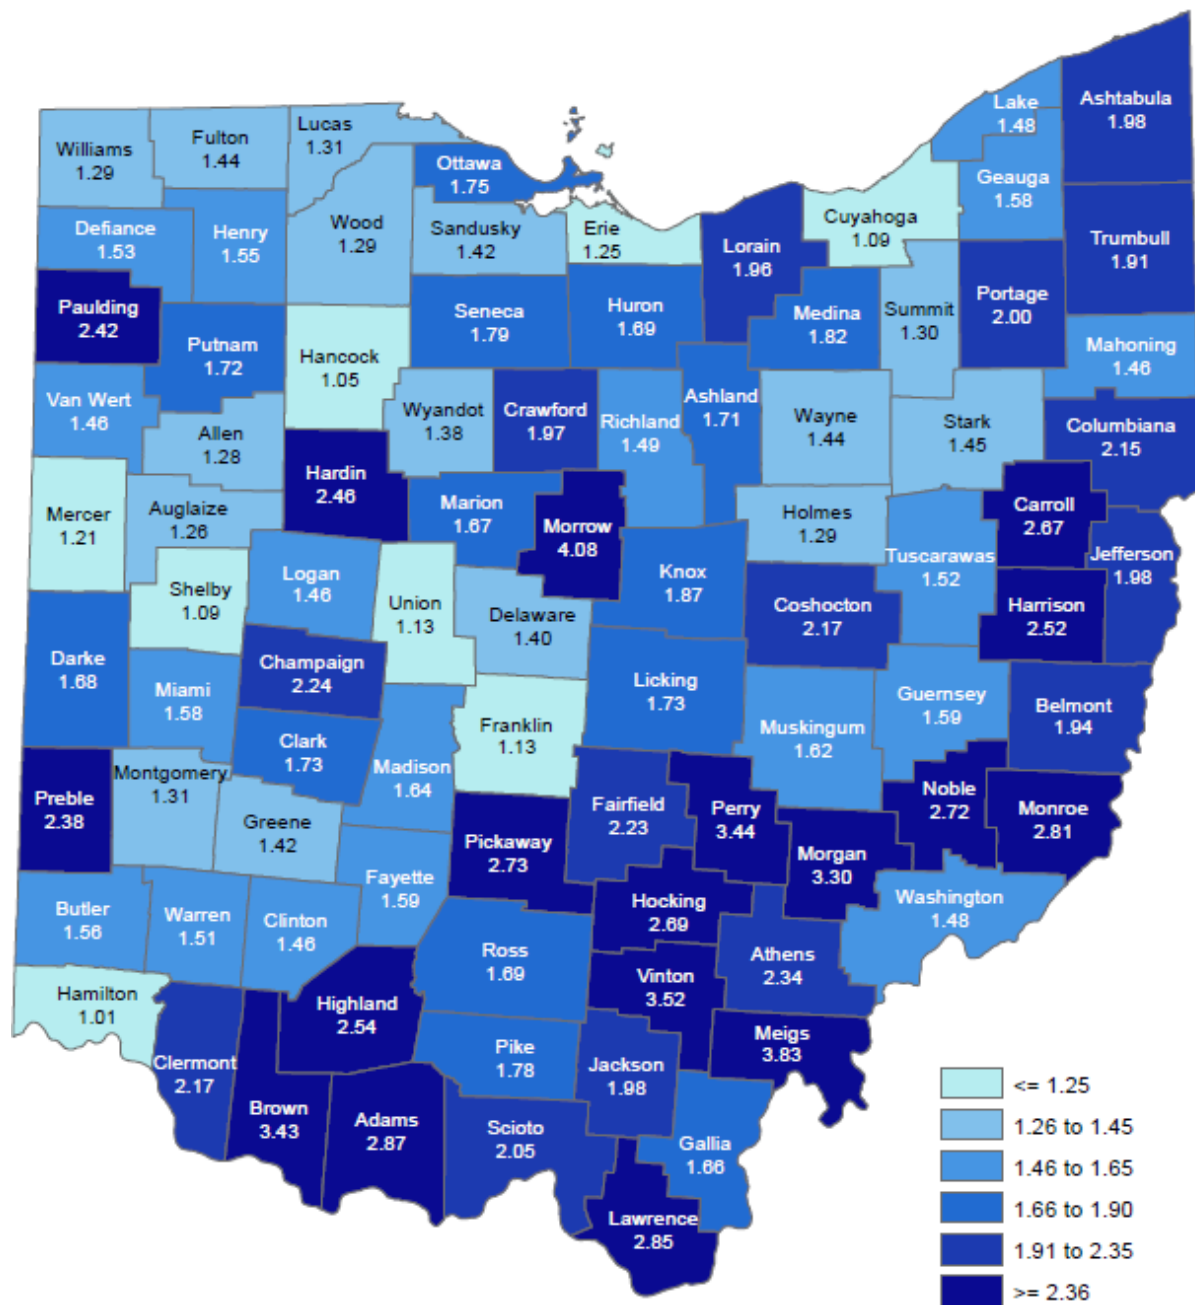 Ashtabula
1.98
Lake
1.48
Lucas
1.31
Fulton
1.44
Williams
1.29
Ottawa
1.75
Geauga
1.58
Cuyahoga
1.09
Wood
1.29
Sandusky
1.42
Erie
1.25
Defiance
1.53
Henry
1.55
Lorain
1.96
Trumbull
1.91
Paulding
2.42
Putnam
1.72
Hancock
1.05
Seneca
1.79
Huron
1.69
Medina
1.82
Summit
1.30
Portage
2.00
Mahoning
1.46
Van Wert
1.46
Allen
1.28
Wyandot
1.38
Crawford
1.97
Richland
1.49
Ashland
1.71
Wayne
1.44
Stark
1.45
Columbiana
2.15
Hardin
2.46
Mercer
1.21
Auglaize
1.26
Marion
1.67
Morrow
4.08
Holmes
1.29
Carroll
2.67
Tuscarawas
1.52
Jefferson
1.98
Shelby
1.09
Logan
1.46
Union
1.13
Delaware
1.40
Knox
1.87
Coshocton
2.17
Harrison
2.52
Darke
1.68
Miami
1.58
Champaign
2.24
Licking
1.73
Guernsey
1.59
Belmont
1.94
Franklin
1.13
Muskingum
1.62
Clark
1.73
Madison
1.64
Montgomery
1.31
Preble
2.38
Greene
1.42
Fairfield
2.23
Perry
3.44
Noble
2.72
Monroe
2.81
Pickaway
2.73
Morgan
3.30
Fayette
1.59
Hocking
2.69
Washington
1.48
Butler
1.56
Warren
1.51
Clinton
1.46
Ross
1.69
Athens
2.34
Vinton
3.52
Hamilton
1.01
Highland
2.54
Meigs
3.83
Pike
1.78
Jackson
1.98
Clermont
2.17
Brown
3.43
Adams
2.87
Scioto
2.05
Gallia
1.66
Lawrence
2.85
<= 1.25
1.26 to 1.45
1.46 to 1.65
1.66 to 1.90
1.91 to 2.35
>= 2.36